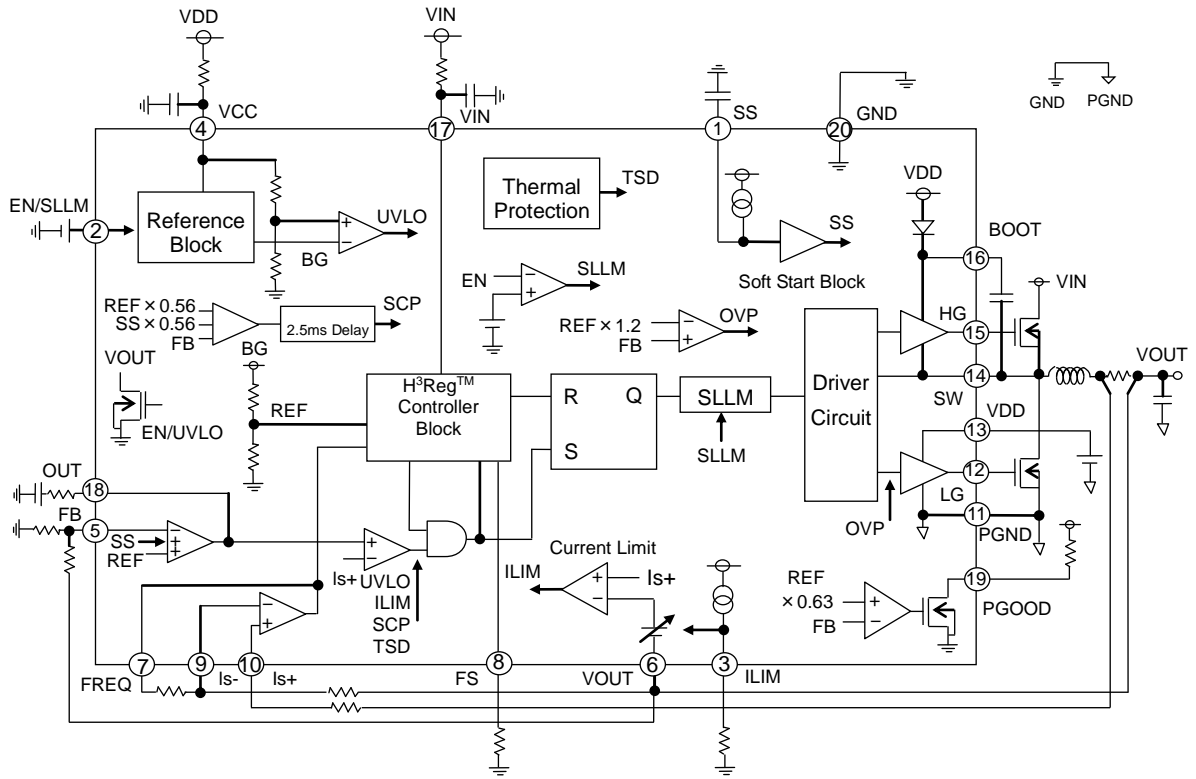 VDD
VIN
GND PGND
VCC
4
VIN
17
SS
1
GND
20
EN/SLLM
2
Reference
Block
BG
UVLO
Thermal
Protection
TSD
SS
Soft Start Block
VDD
BOOT
16
VIN
EN
SLLM
REF×0.56
SS×0.56
FB
2.5ms Delay
SCP
REF×1.2
FB
OVP
HG
15
VOUT
14
SW
VOUT
EN/UVLO
BG
REF
H³Reg™
Controller
Block
R Q
S
SLLM
SLLM
Driver
Circuit
VDD
13
12
LG
11
PGND
OVP
OUT
18
FB
5
SS
REF
Is+
UVLO
ILIM
SCP
TSD
Current Limit
ILIM
Is+
REF
×0.63
FB
19
PGOOD
7
FREQ
9
Is-
10
Is+
8
FS
6
VOUT
3
ILIM